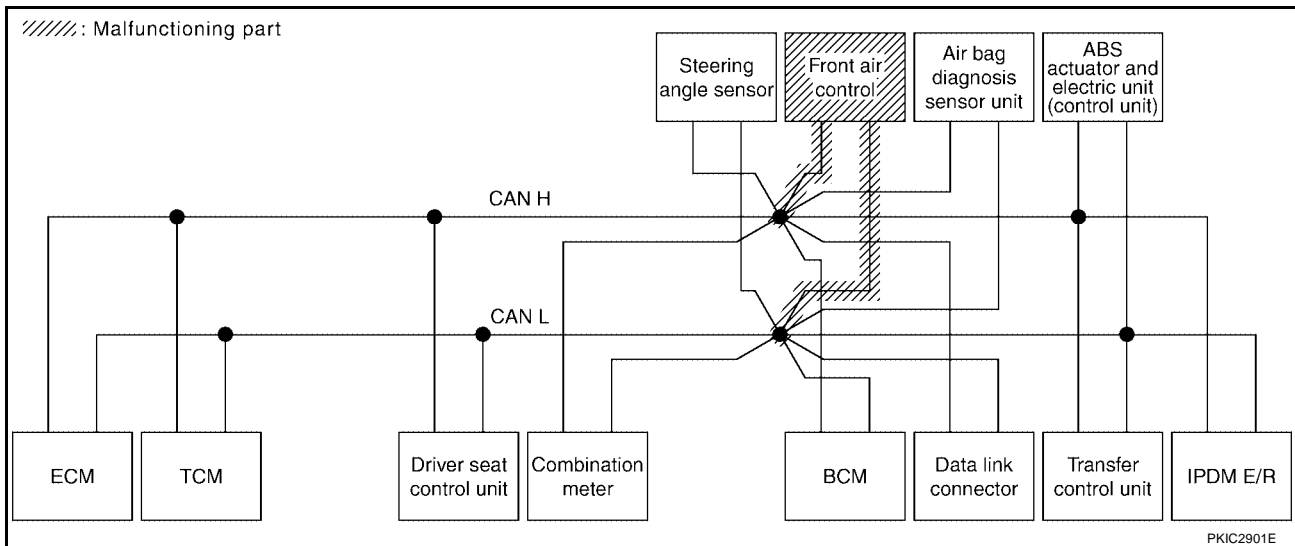 : Malfunctioning part
Steering
angle sensor
Front air
control
Air bag
diagnosis
sensor unit
ABS
actuator and
electric unit
(control unit)
CAN H
CAN L
ECM
TCM
Driver seat
control unit
Combination
meter
BCM
Data link
connector
Transfer
control unit
IPDM E/R
PKIC2901E